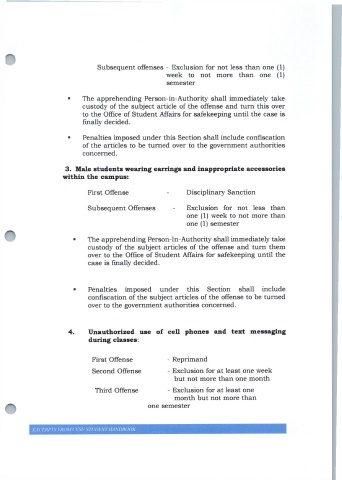 Subsequent offenses - Exclusion for not less than one (1)
week to not more than one (1)
semester
• The apprehending Person-in-Authority shall immediately take
custody of the subject article of the offense and turn this over
to the Office of Student Affairs for safekeeping until the case is
finally decided.
• Penalties imposed under this Section shall include confiscation
of the articles to be turned over to the government authorities
concerned.
3. Male students wearing earrings and inappropriate accessories
within the campus:
First Offense - Disciplinary Sanction
Subsequent Offenses - Exclusion for not less than
one (1) week to not more than
one (1) semester
• The apprehending Person-In-Authority shall immediately take
custody of the subject articles of the offense and turn them
over to the Office of Student Affairs for safekeeping until the
case is finally decided.
• Penalties imposed under this Section shall include
confiscation of the subject articles of the offense to be turned
over to the government authorities concerned.
4. Unauthorized use of cell phones and text messaging
during classes:
First Offense - Reprimand
Second Offense - Exclusion for at least one week
but not more than one month
Third Offense - Exclusion for at least one
month but not more than
one semester
STUDENT HANDBOOK